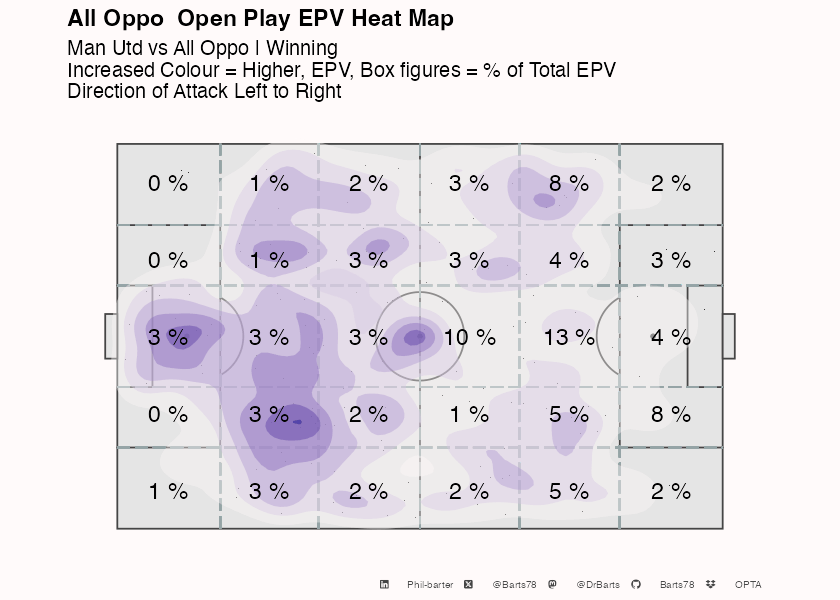 All Oppo  Open Play EPV Heat Map
Man Utd vs All Oppo | Winning
Increased Colour = Higher, EPV, Box figures = % of Total EPV
Direction of Attack Left to Right
0 % 1 % 2 % 3 % 8 % 2 %
0 % 1 % 3 % 3 % 4 % 3 %
3 % 3 % 3 % 10 % 13 % 4 %
0 % 3 % 2 % 1 % 5 % 8 %
1 % 3 % 2 % 2 % 5 % 2 %
Phil-barter @Barts78 @DrBarts Barts78 OPTA